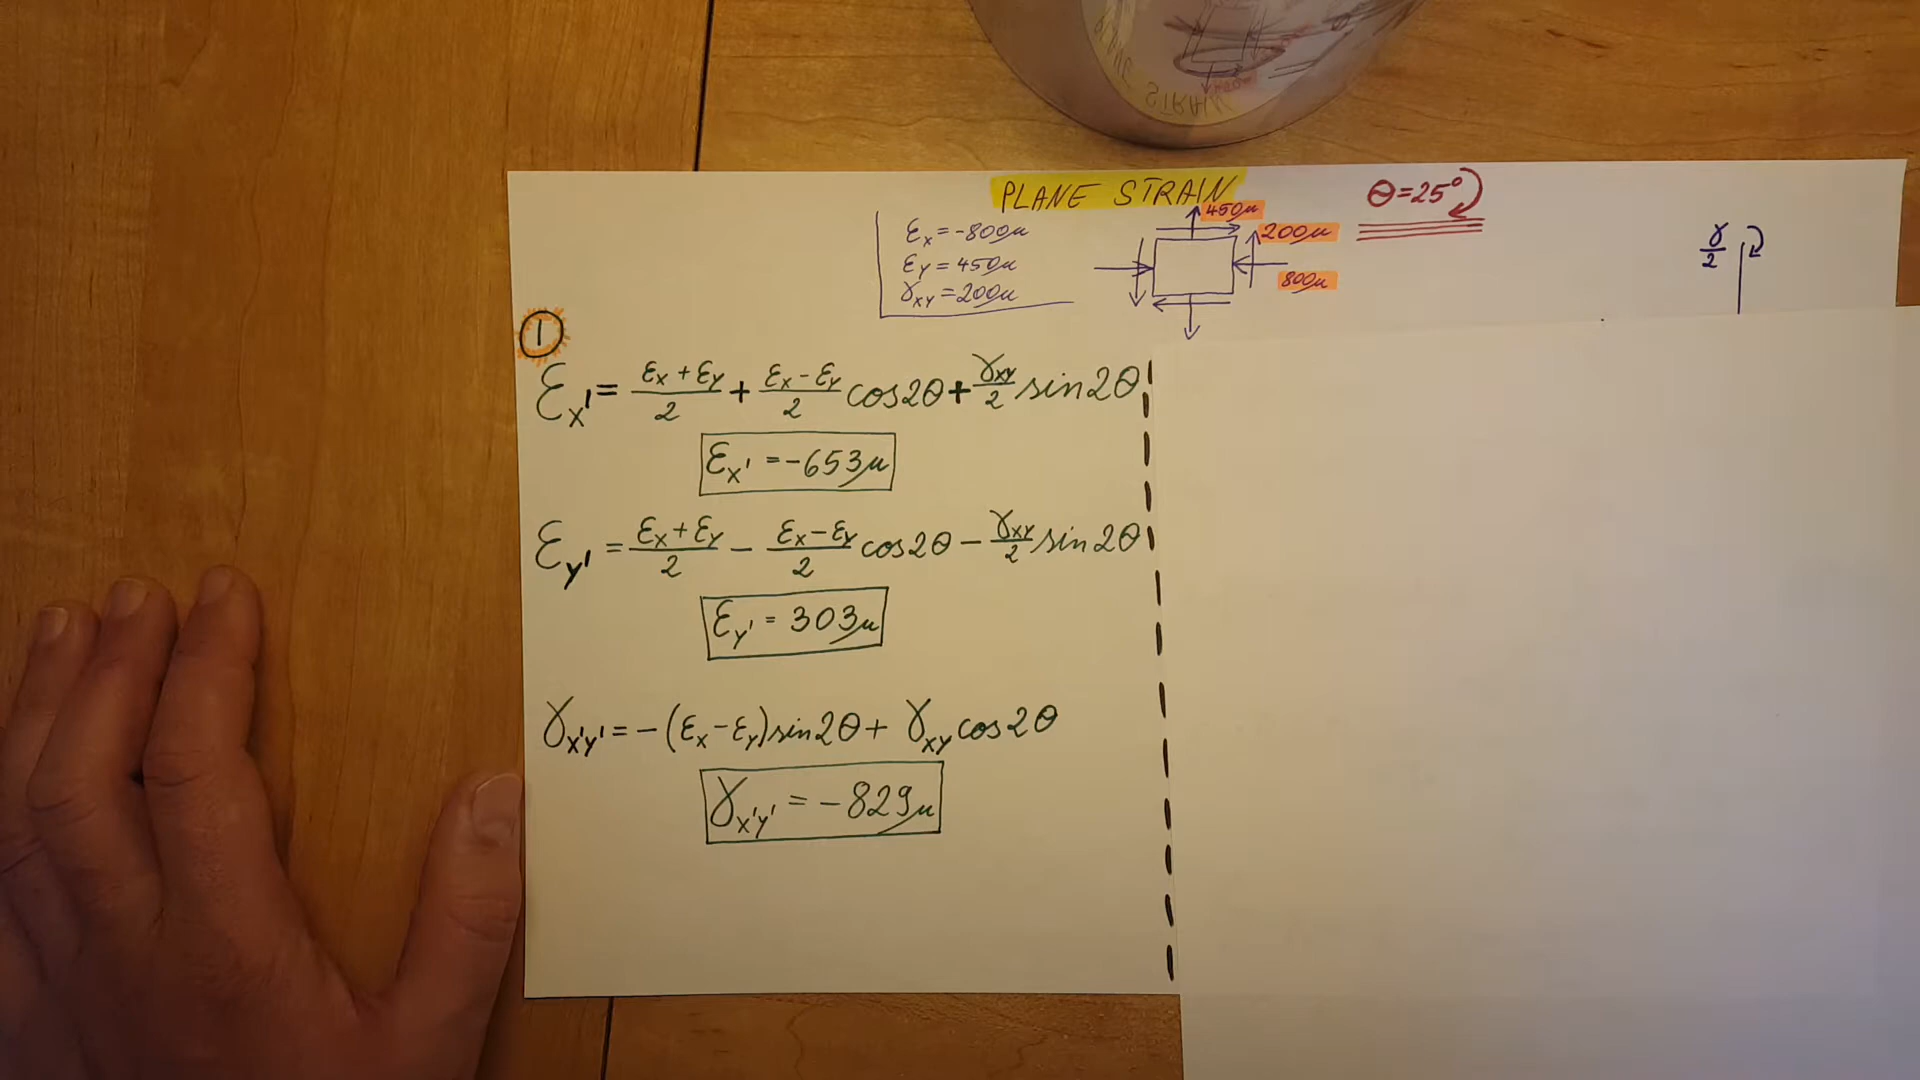 PLANE STRAIN
θ=25°
εx=-800μ
εy=450μ
γxy=200μ
450μ
200μ
800μ
γ/2
1
εx' = (εx+εy)/2 + (εx-εy)/2 cos2θ + γxy/2 sin2θ
εx' = -653μ
εy' = (εx+εy)/2 - (εx-εy)/2 cos2θ - γxy/2 sin2θ
εy' = 303μ
γx'y' = -(εx-εy)sin2θ + γxy cos2θ
γx'y' = -829μ